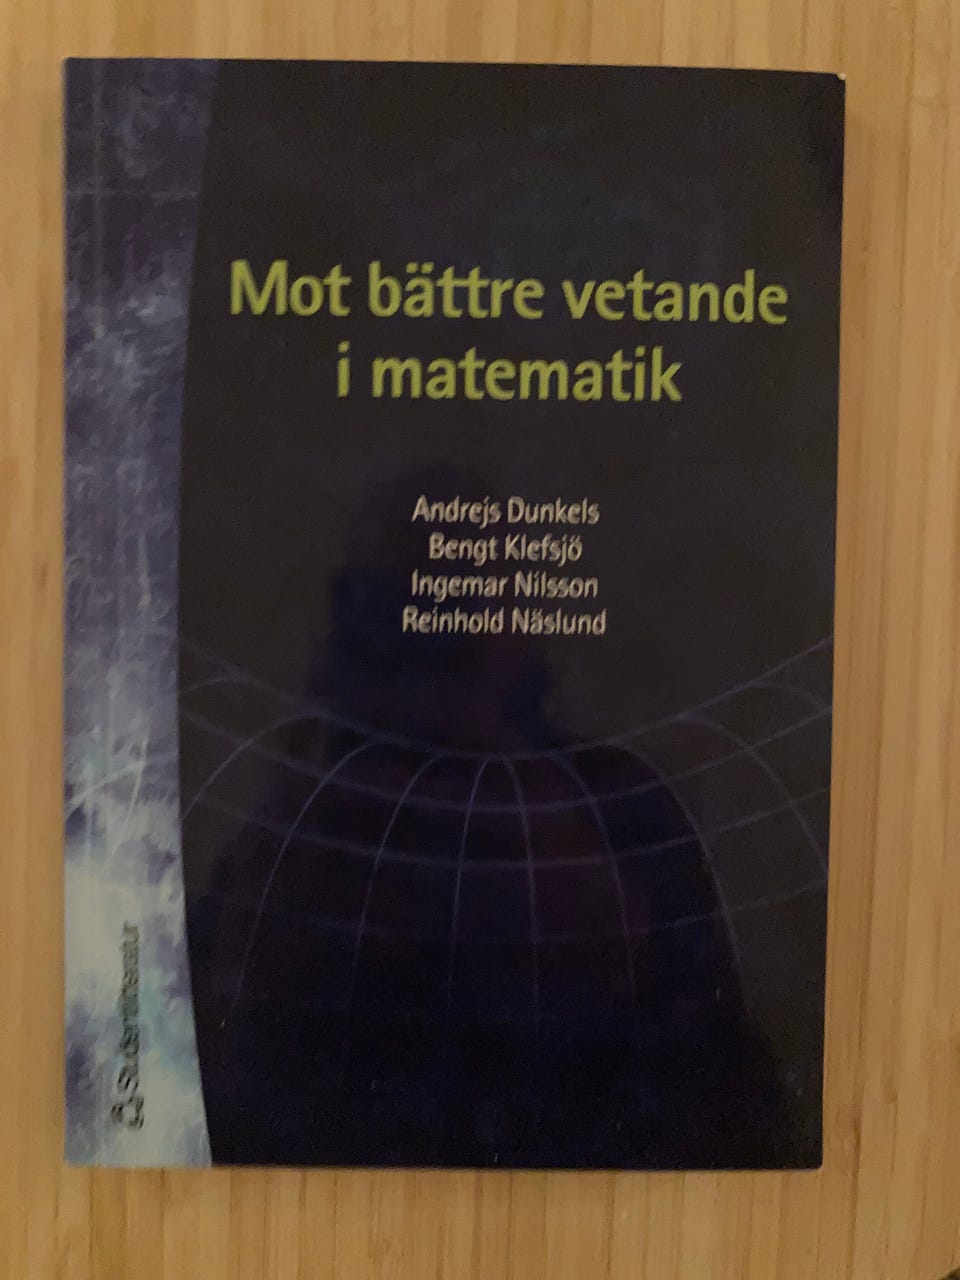 Mot bättre vetande
i matematik
Andrejs Dunkels
Bengt Klefsjö
Ingemar Nilsson
Reinhold Näslund
Studentlitteratur